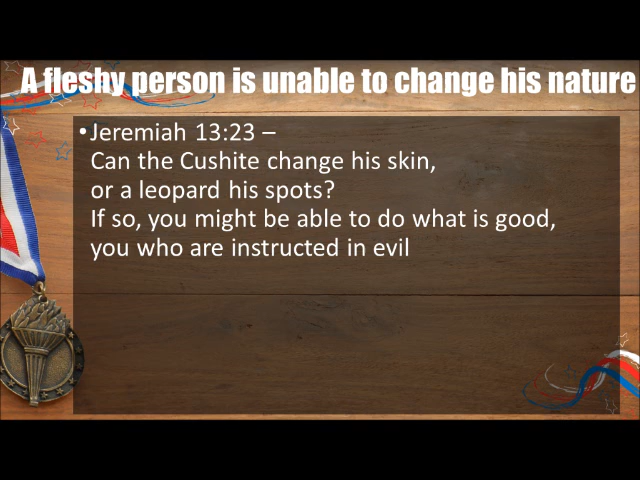 A fleshy person is unable to change his nature
•Jeremiah 13:23 –
Can the Cushite change his skin,
or a leopard his spots?
If so, you might be able to do what is good,
you who are instructed in evil